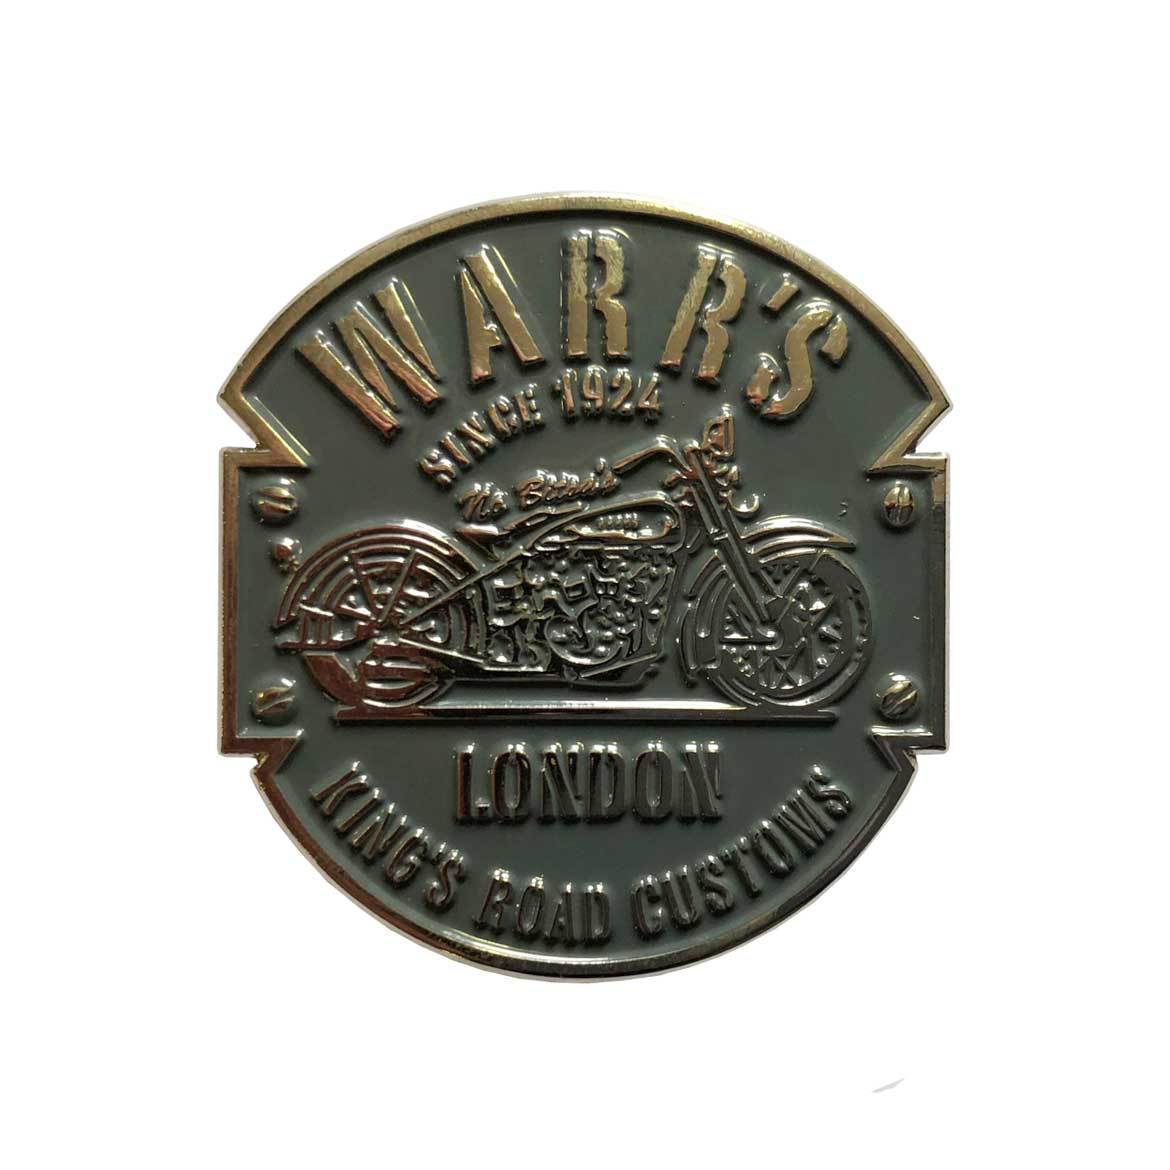 WARR'S
SINCE 1924
LONDON
KING'S ROAD CUSTOMS